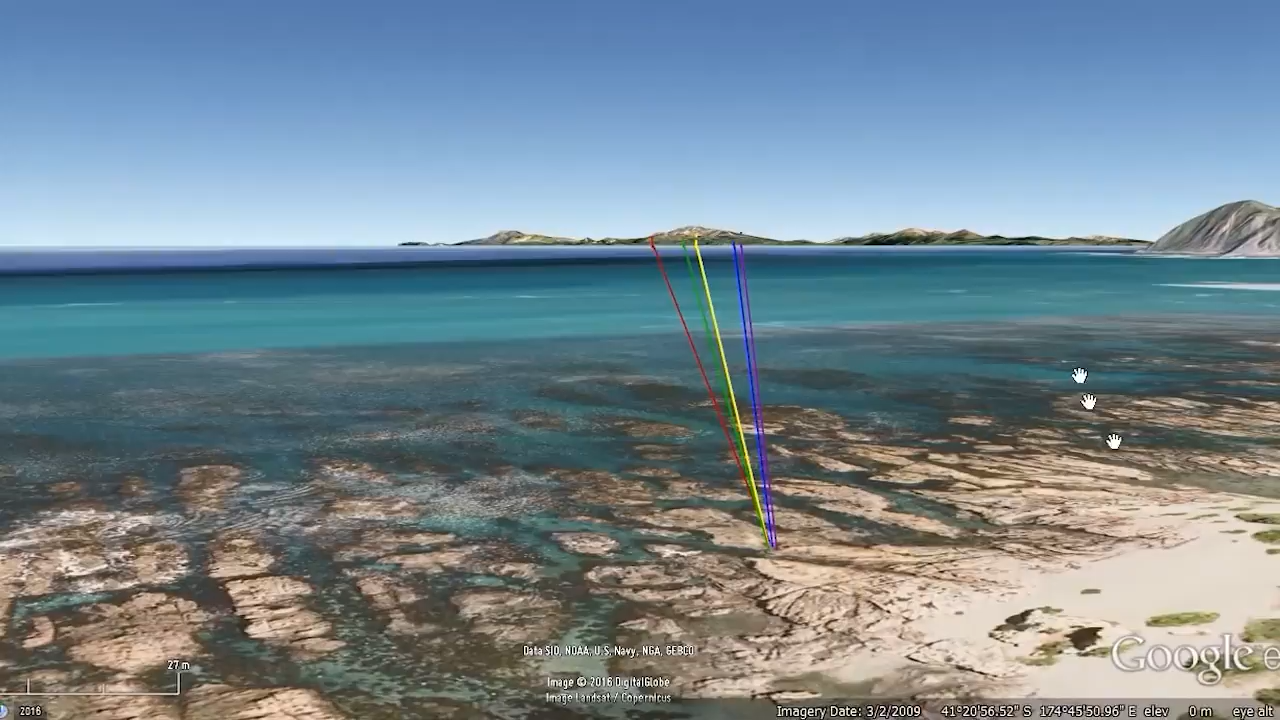 27 m
Data SIO, NOAA, U.S. Navy, NGA, GEBCO
Image © 2016 DigitalGlobe
Image Landsat / Copernicus
Google e
2016
Imagery Date: 3/2/2009 41°20'56.52" S 174°45'50.96" E elev 0 m eye alt